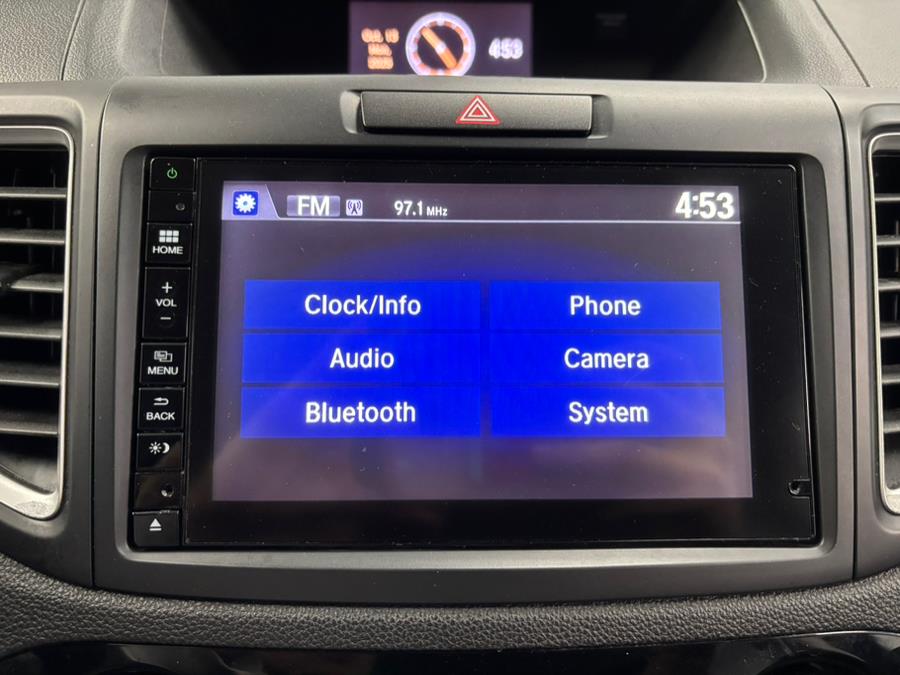 453
FM 97.1 MHz 4:53
HOME
+
VOL
−
Clock/Info Phone
MENU
Audio Camera
BACK
Bluetooth System